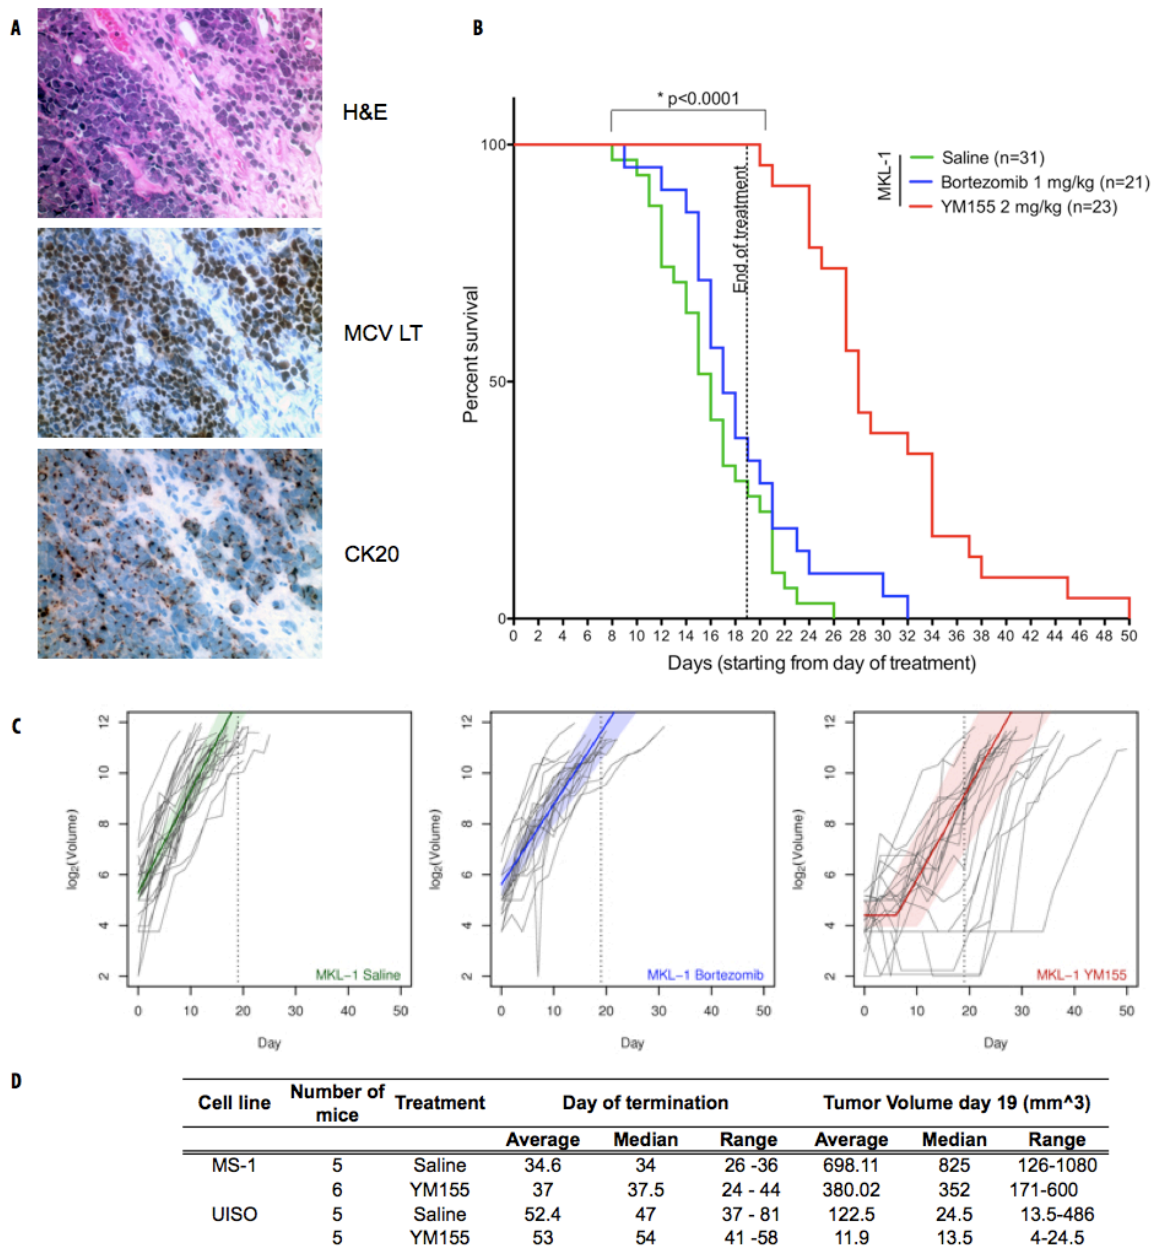 A
H&E
MCV LT
CK20
B
* p<0.0001
End of treatment
MKL-1
Saline (n=31)
Bortezomib 1 mg/kg (n=21)
YM155 2 mg/kg (n=23)
Percent survival
100
50
0
0 2 4 6 8 10 12 14 16 18 20 22 24 26 28 30 32 34 36 38 40 42 44 46 48 50
Days (starting from day of treatment)
C
log2(Volume)
12
10
8
6
4
2
MKL-1 Saline
0 10 20 30 40 50
Day
log2(Volume)
12
10
8
6
4
2
MKL-1 Bortezomib
0 10 20 30 40 50
Day
log2(Volume)
12
10
8
6
4
2
MKL-1 YM155
0 10 20 30 40 50
Day
D
Cell line Number of mice Treatment Day of termination Tumor Volume day 19 (mm^3)
Average Median Range Average Median Range
MS-1 5 Saline 34.6 34 26 -36 698.11 825 126-1080
6 YM155 37 37.5 24 - 44 380.02 352 171-600
UISO 5 Saline 52.4 47 37 - 81 122.5 24.5 13.5-486
5 YM155 53 54 41 -58 11.9 13.5 4-24.5